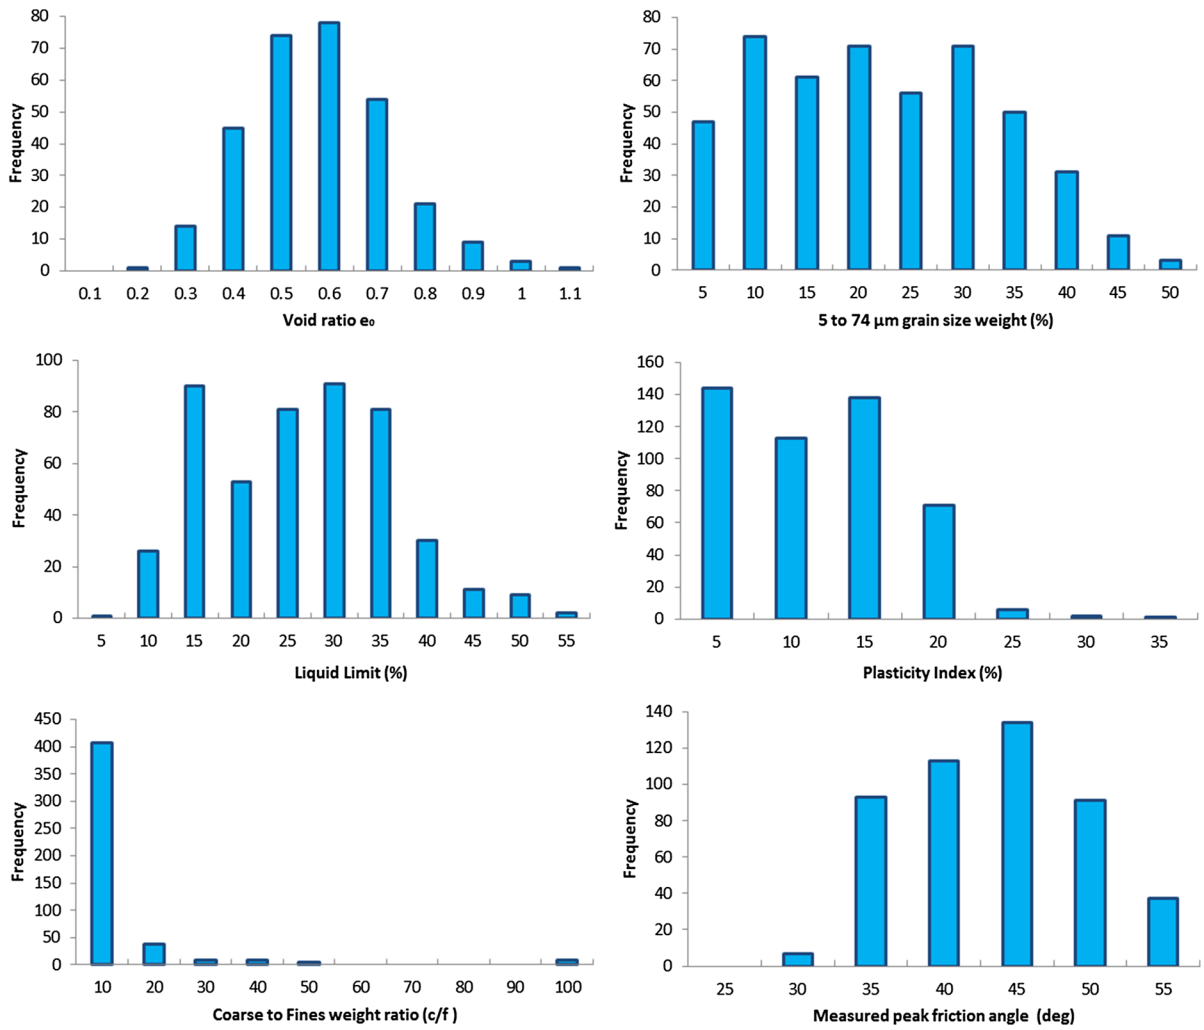 80
70
60
50
40
30
20
10
0
Frequency
0.1 0.2 0.3 0.4 0.5 0.6 0.7 0.8 0.9 1 1.1
Void ratio e₀
80
70
60
50
40
30
20
10
0
Frequency
5 10 15 20 25 30 35 40 45 50
5 to 74 µm grain size weight (%)
100
80
60
40
20
0
Frequency
5 10 15 20 25 30 35 40 45 50 55
Liquid Limit (%)
160
140
120
100
80
60
40
20
0
Frequency
5 10 15 20 25 30 35
Plasticity Index (%)
450
400
350
300
250
200
150
100
50
0
Frequency
10 20 30 40 50 60 70 80 90 100
Coarse to Fines weight ratio (c/f )
140
120
100
80
60
40
20
0
Frequency
25 30 35 40 45 50 55
Measured peak friction angle (deg)